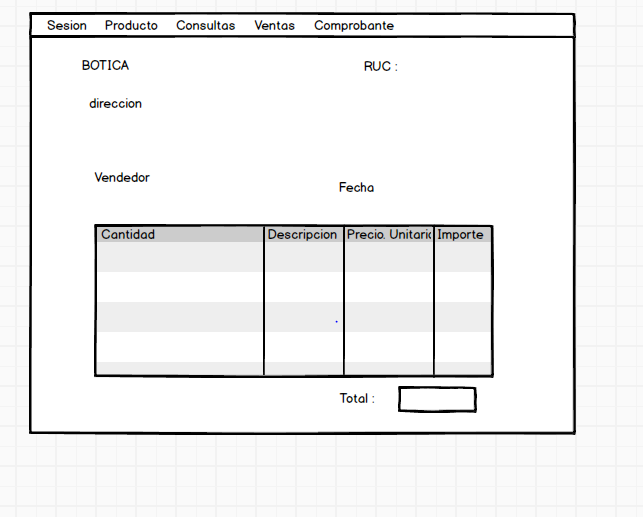 Sesion Producto Consultas Ventas Comprobante
BOTICA RUC :
direccion
Vendedor
Fecha
Cantidad Descripcion Precio. Unitario Importe
Total :